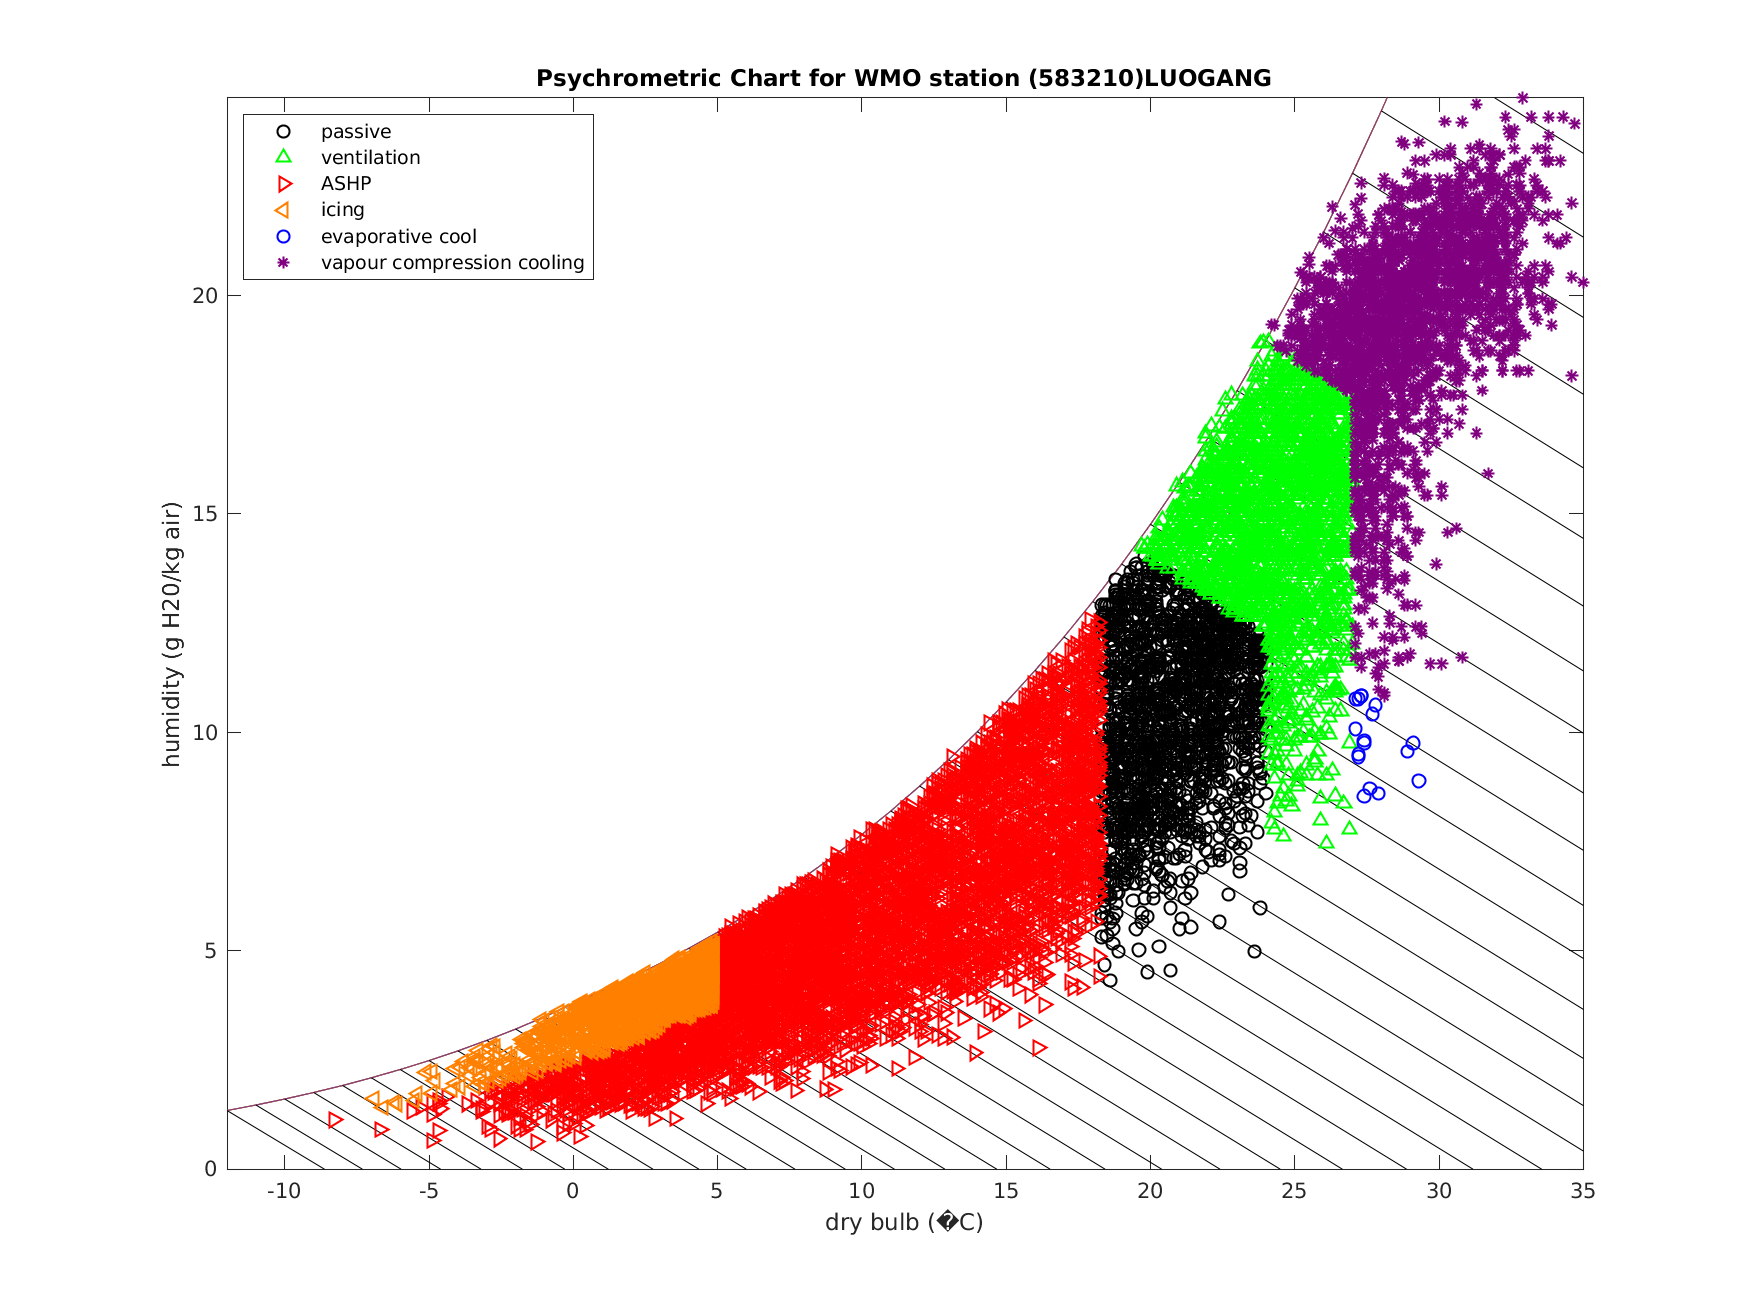 Psychrometric Chart for WMO station (583210)LUOGANG
passive
ventilation
ASHP
icing
evaporative cool
vapour compression cooling
humidity (g H20/kg air)
20
15
10
5
0
-10 -5 0 5 10 15 20 25 30 35
dry bulb (�C)